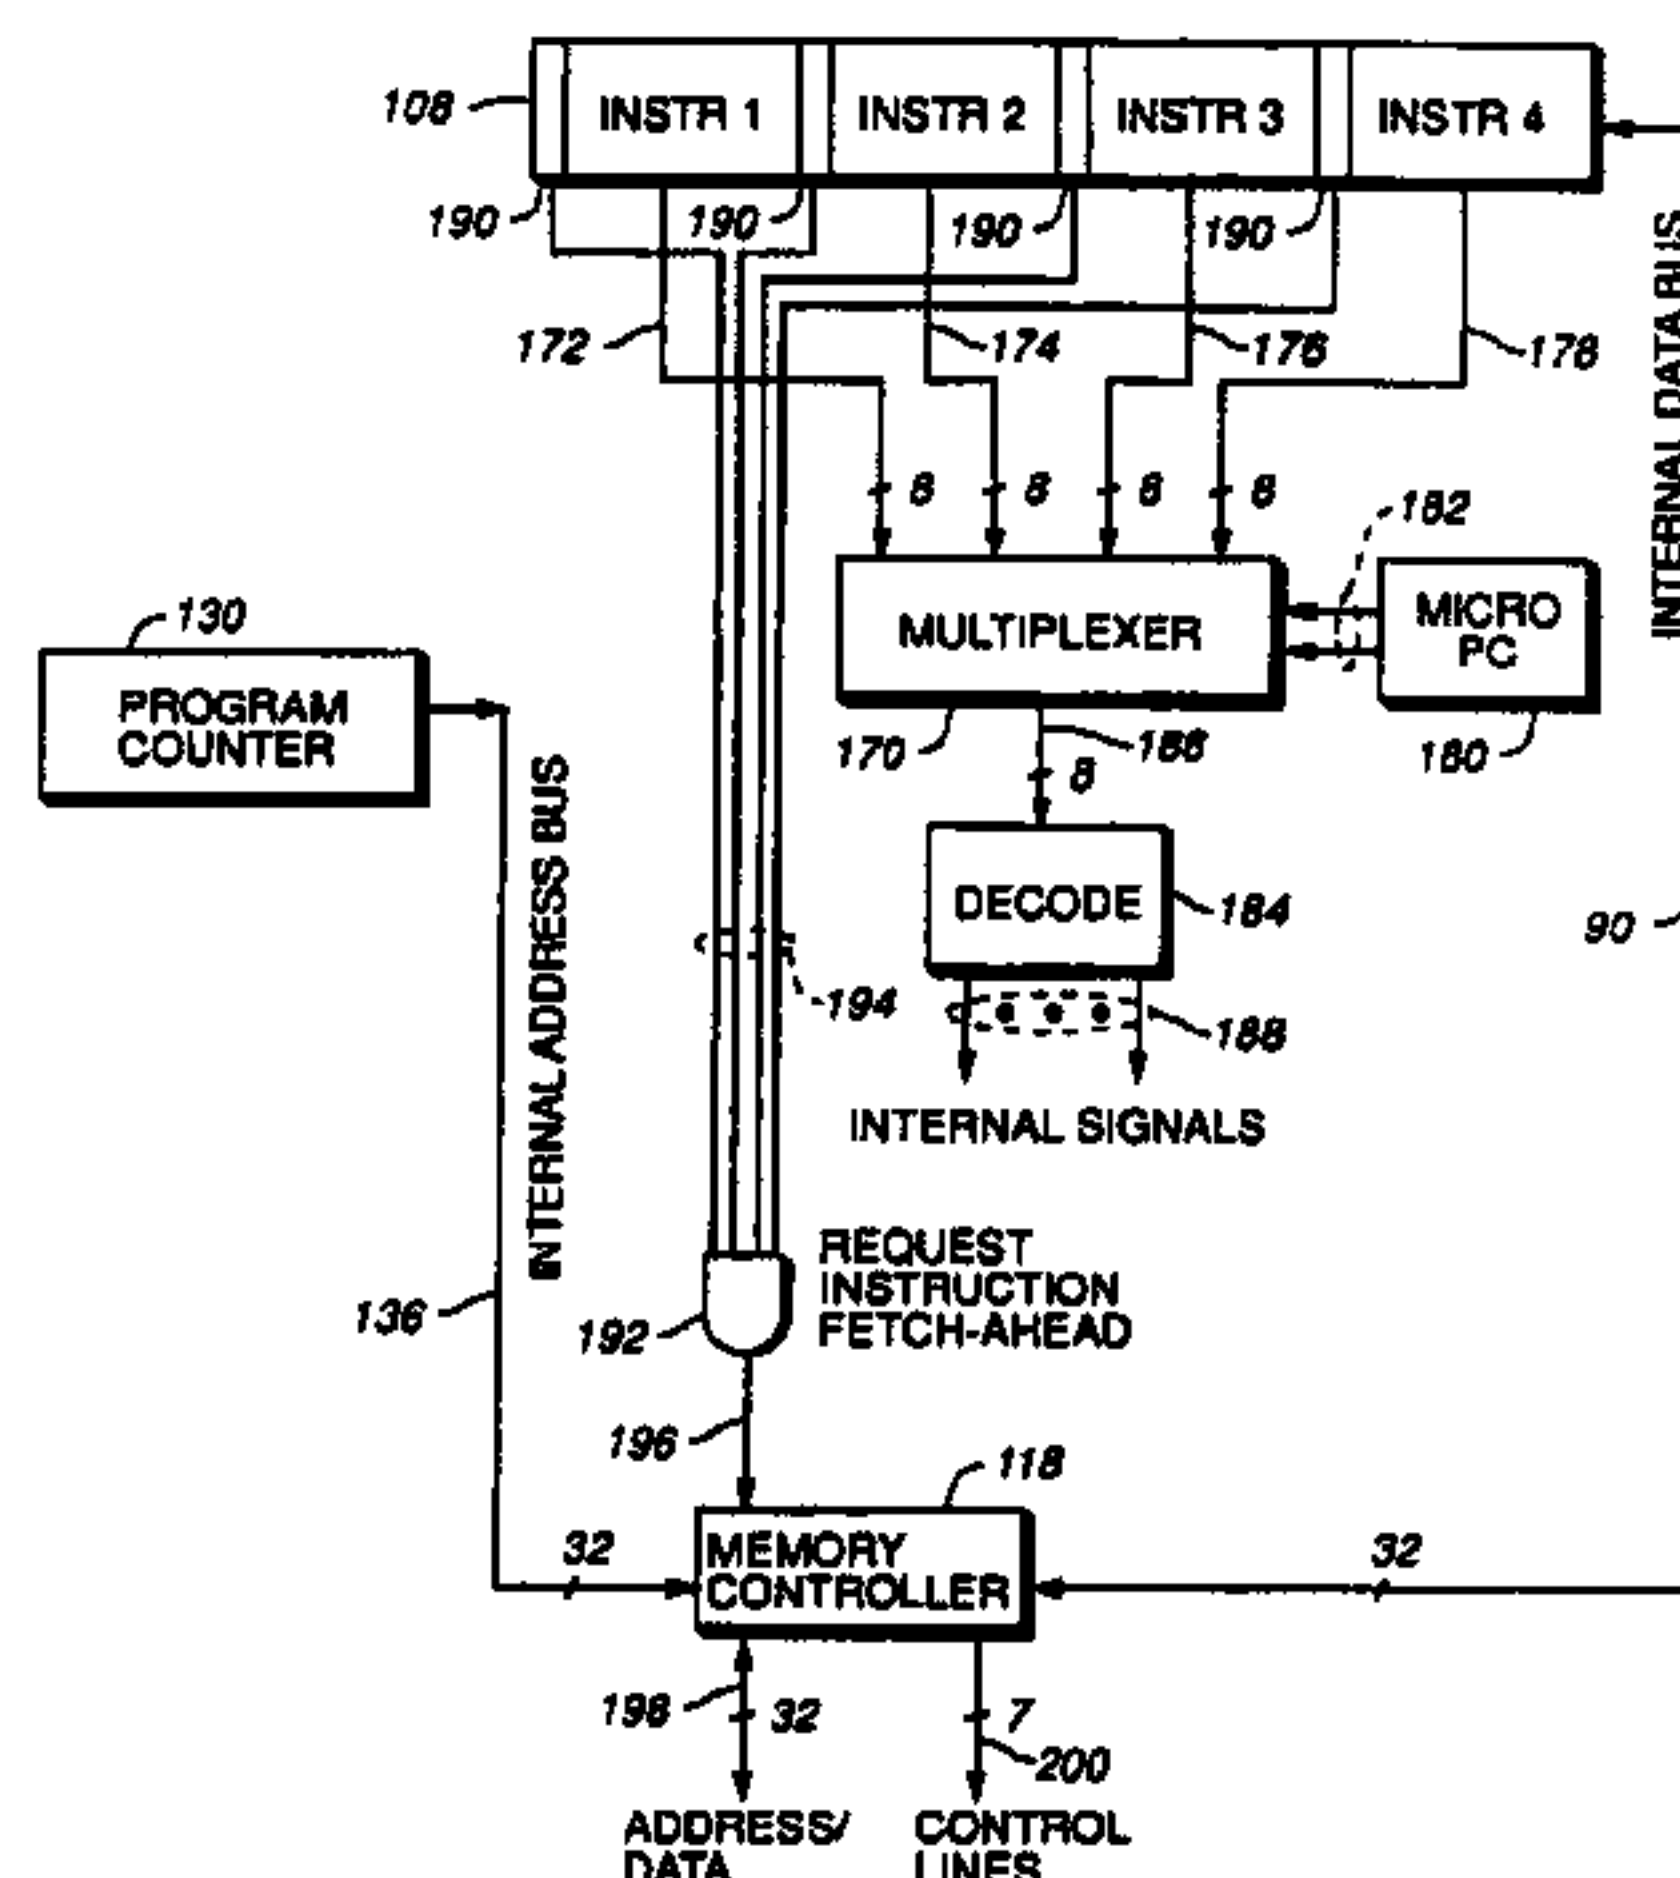 108
INSTR 1
INSTR 2
INSTR 3
INSTR 4
190
190
190
190
172
174
176
178
INTERNAL DATA BUS
8
8
8
8
182
130
PROGRAM
COUNTER
MULTIPLEXER
MICRO
PC
170
186
180
8
INTERNAL ADDRESS BUS
DECODE
184
90
194
188
INTERNAL SIGNALS
REQUEST
INSTRUCTION
FETCH-AHEAD
136
192
196
118
32
MEMORY
CONTROLLER
32
198
32
7
200
ADDRESS/
DATA
CONTROL
LINES